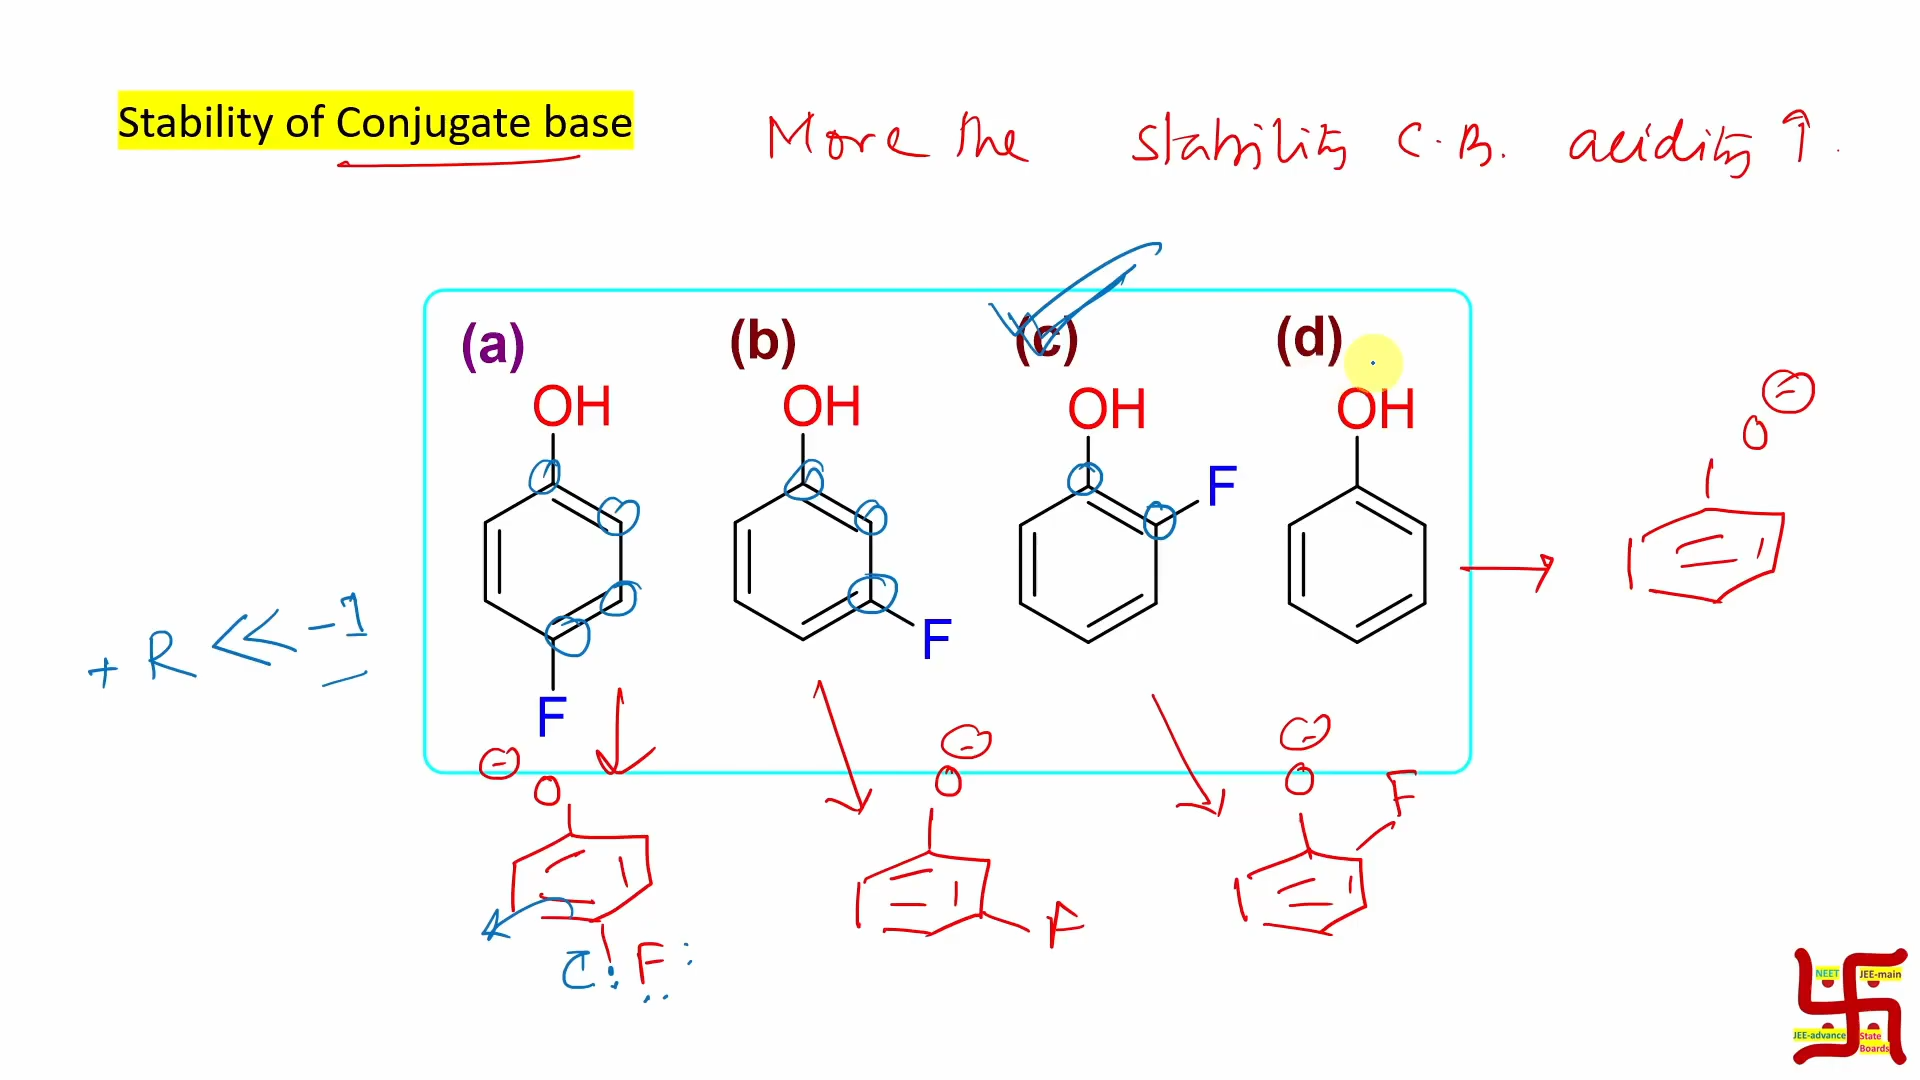 Stability of Conjugate base
More the stability C.B. acidity ↑.
(a) (b) (c) (d)
OH OH OH OH
F
F
F
+ R << -I
O⊖
⊖ O
O ⊖
O ⊖
F
F
F
NEET JEE-main
JEE-advance State
Boards